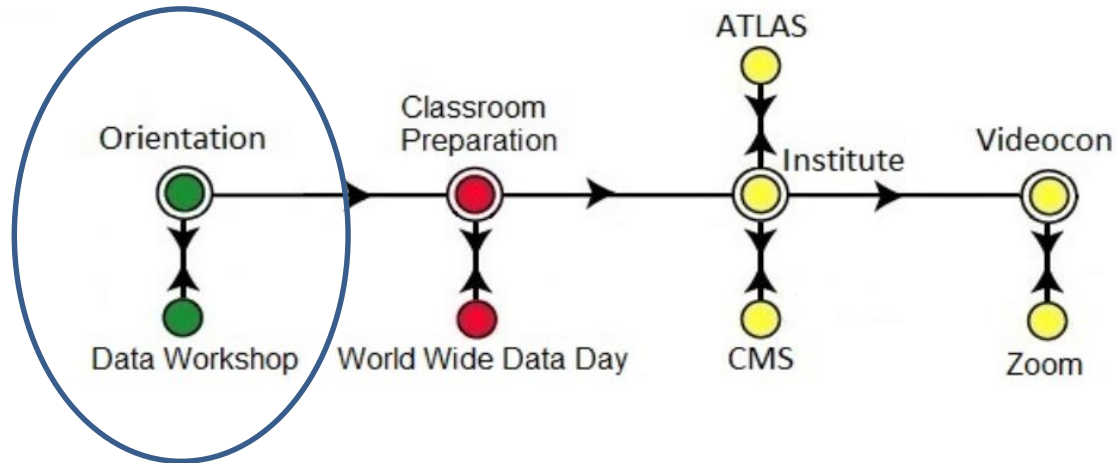 ATLAS
Classroom
Preparation
Orientation
Institute
Videocon
Data Workshop
World Wide Data Day
CMS
Zoom